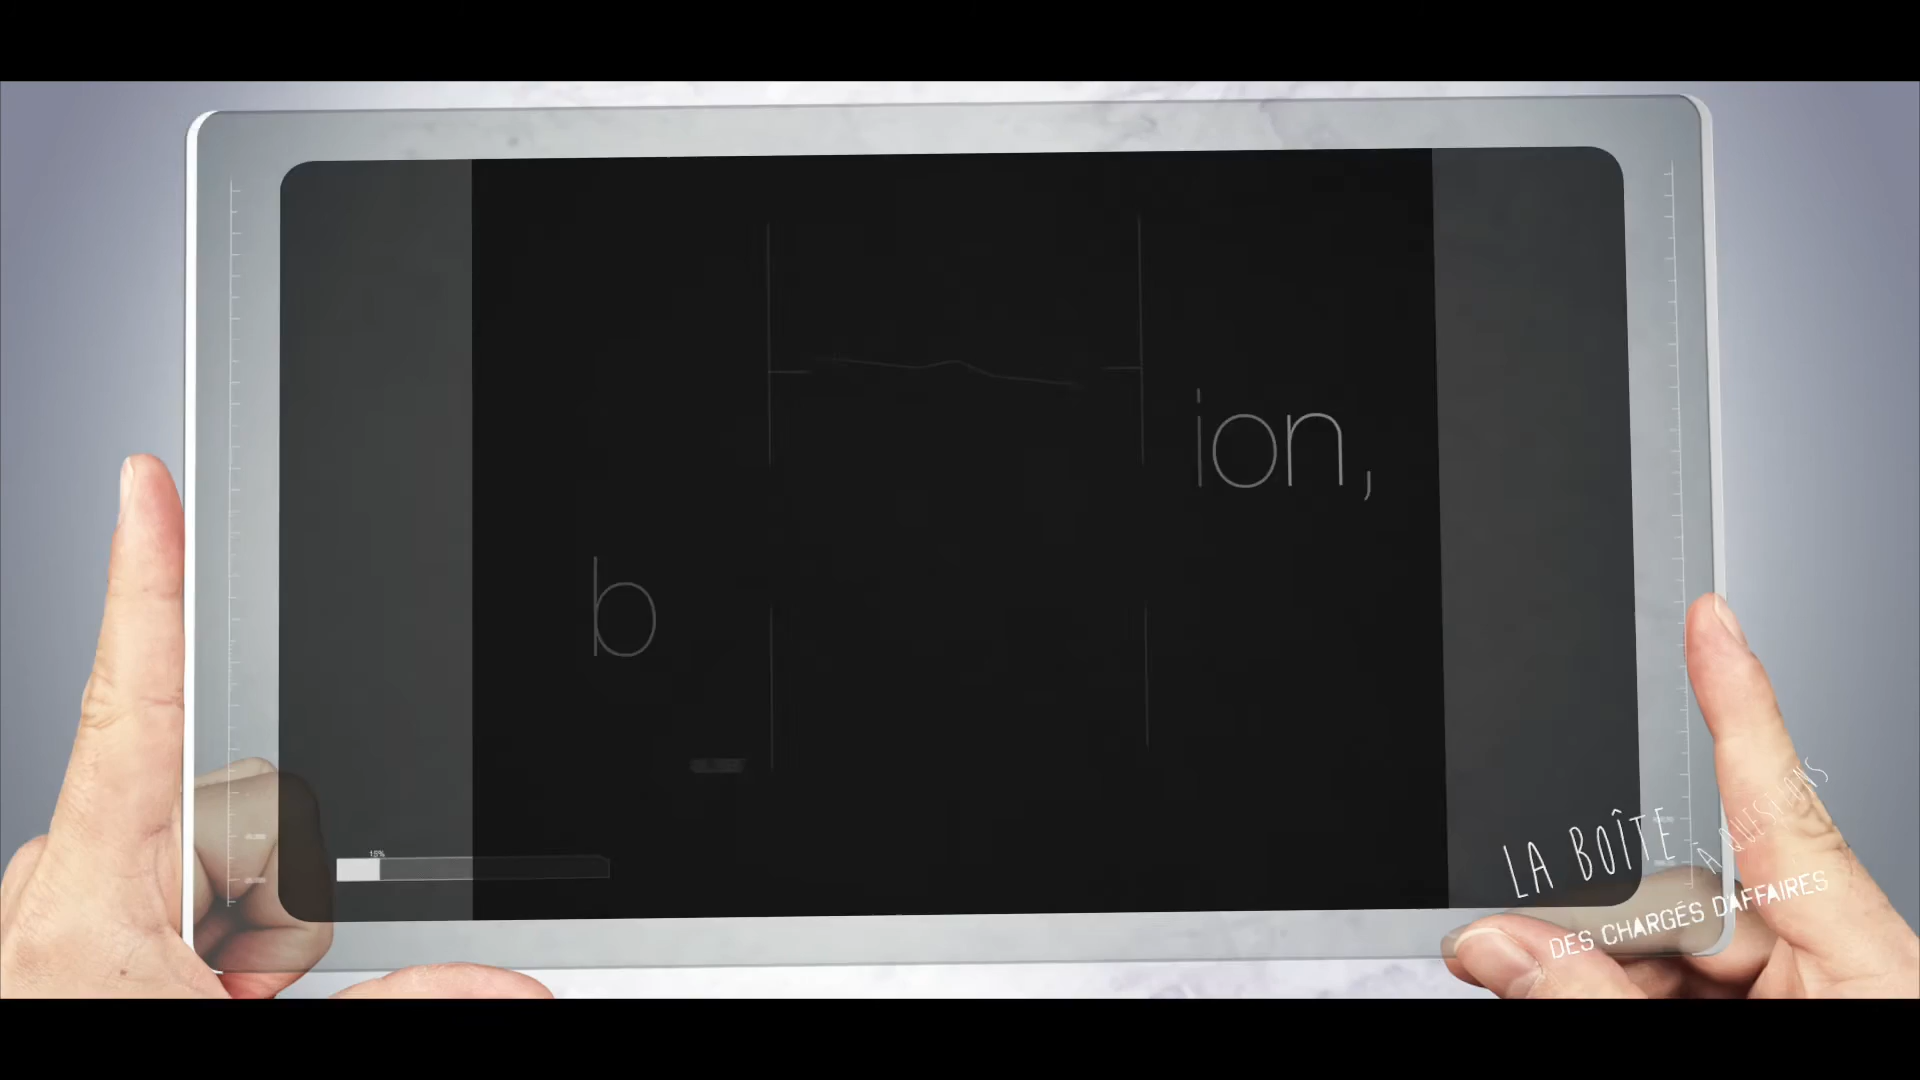 ion,
b
15%
LA BOÎTE À QUESTIONS
DES CHARGÉS D'AFFAIRES